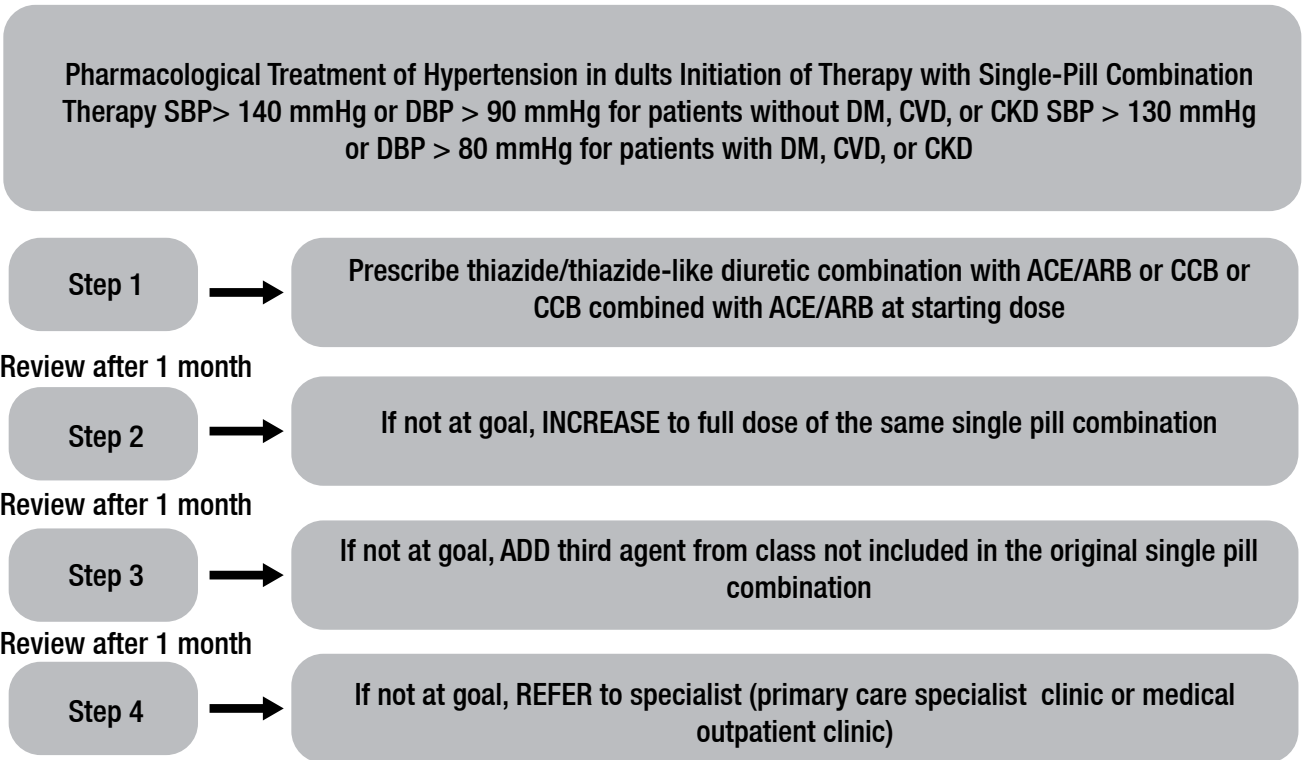 Pharmacological Treatment of Hypertension in dults Initiation of Therapy with Single-Pill Combination
Therapy SBP> 140 mmHg or DBP > 90 mmHg for patients without DM, CVD, or CKD SBP > 130 mmHg
or DBP > 80 mmHg for patients with DM, CVD, or CKD
Step 1
Prescribe thiazide/thiazide-like diuretic combination with ACE/ARB or CCB or
CCB combined with ACE/ARB at starting dose
Review after 1 month
Step 2
If not at goal, INCREASE to full dose of the same single pill combination
Review after 1 month
Step 3
If not at goal, ADD third agent from class not included in the original single pill
combination
Review after 1 month
Step 4
If not at goal, REFER to specialist (primary care specialist clinic or medical
outpatient clinic)